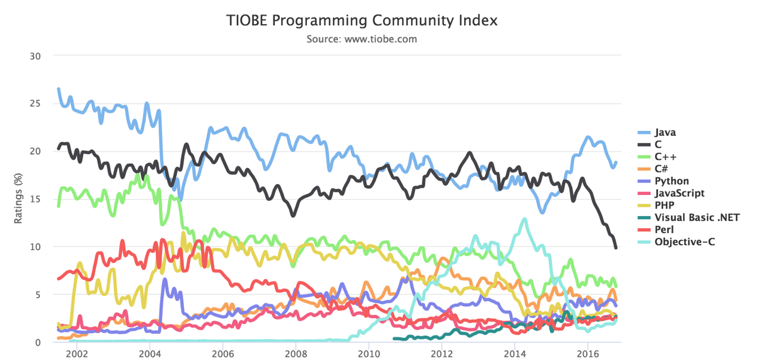 TIOBE Programming Community Index
Source: www.tiobe.com
30
25
20
15
10
5
0
Ratings (%)
2002 2004 2006 2008 2010 2012 2014 2016
Java
C
C++
C#
Python
JavaScript
PHP
Visual Basic .NET
Perl
Objective-C